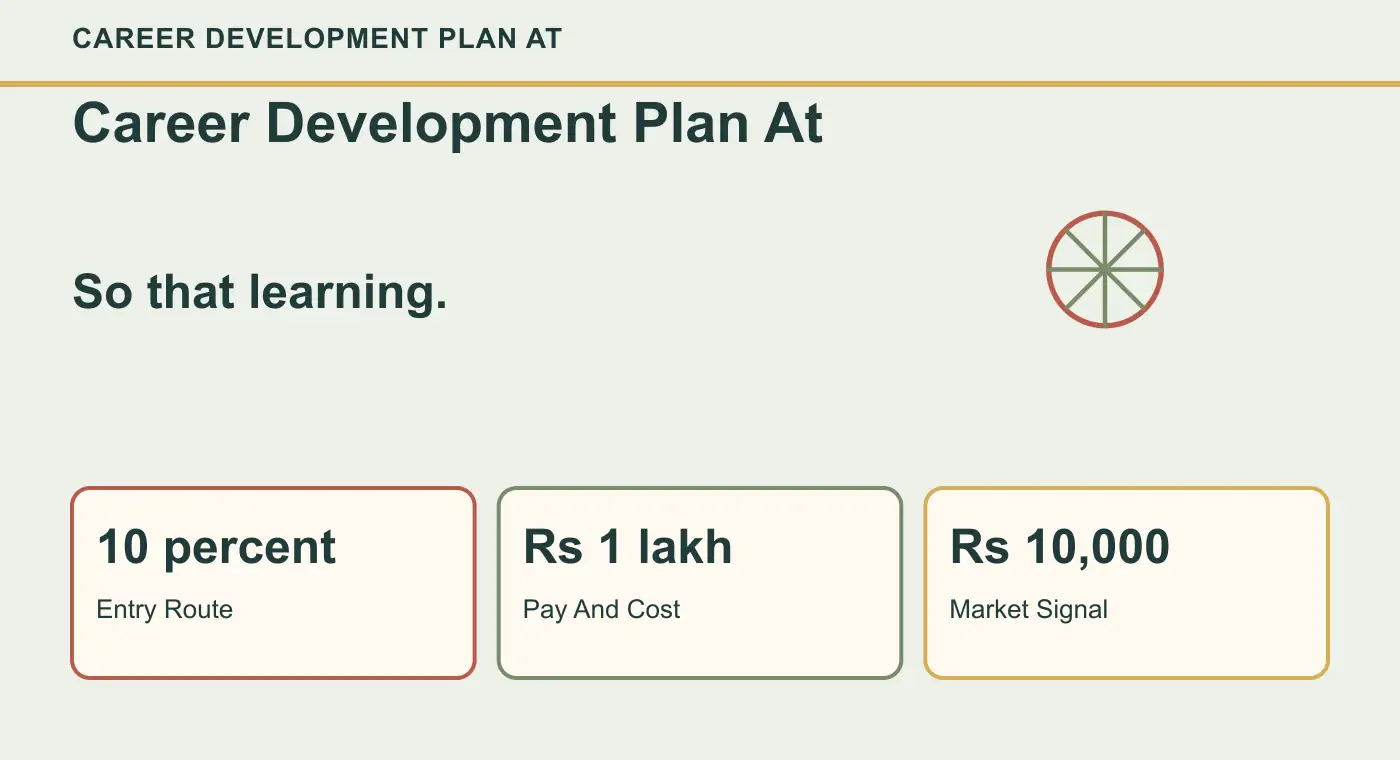 CAREER DEVELOPMENT PLAN AT
Career Development Plan At
So that learning.
10 percent
Entry Route
Rs 1 lakh
Pay And Cost
Rs 10,000
Market Signal